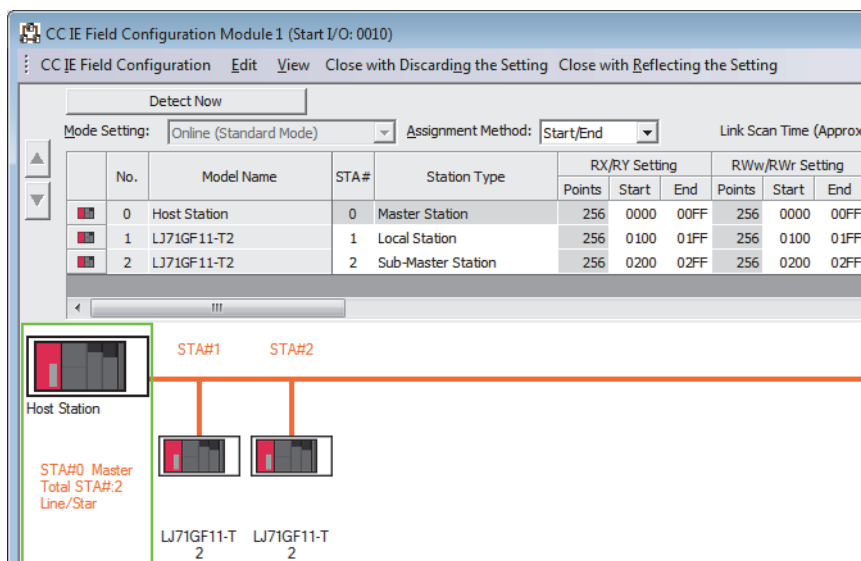 CC IE Field Configuration Module 1 (Start I/O: 0010)
CC IE Field Configuration Edit View Close with Discarding the Setting Close with Reflecting the Setting
Detect Now
Mode Setting: Online (Standard Mode) Assignment Method: Start/End Link Scan Time (Approx
No. Model Name STA# Station Type RX/RY Setting RWw/RWr Setting
Points Start End Points Start End
0 Host Station 0 Master Station 256 0000 00FF 256 0000 00FF
1 LJ71GF11-T2 1 Local Station 256 0100 01FF 256 0100 01FF
2 LJ71GF11-T2 2 Sub-Master Station 256 0200 02FF 256 0200 02FF
STA#1 STA#2
Host Station
STA#0 Master
Total STA#:2
Line/Star
LJ71GF11-T LJ71GF11-T
2 2